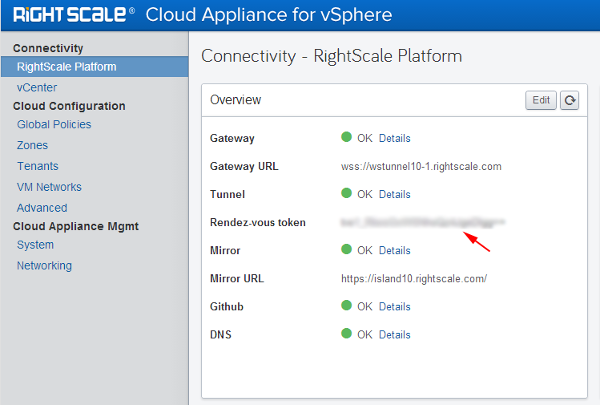 RIGHTSCALE® Cloud Appliance for vSphere
Connectivity
RightScale Platform
vCenter
Cloud Configuration
Global Policies
Zones
Tenants
VM Networks
Advanced
Cloud Appliance Mgmt
System
Networking
Connectivity - RightScale Platform
Overview Edit
Gateway OK Details
Gateway URL wss://wstunnel10-1.rightscale.com
Tunnel OK Details
Rendez-vous token
Mirror OK Details
Mirror URL https://island10.rightscale.com/
Github OK Details
DNS OK Details